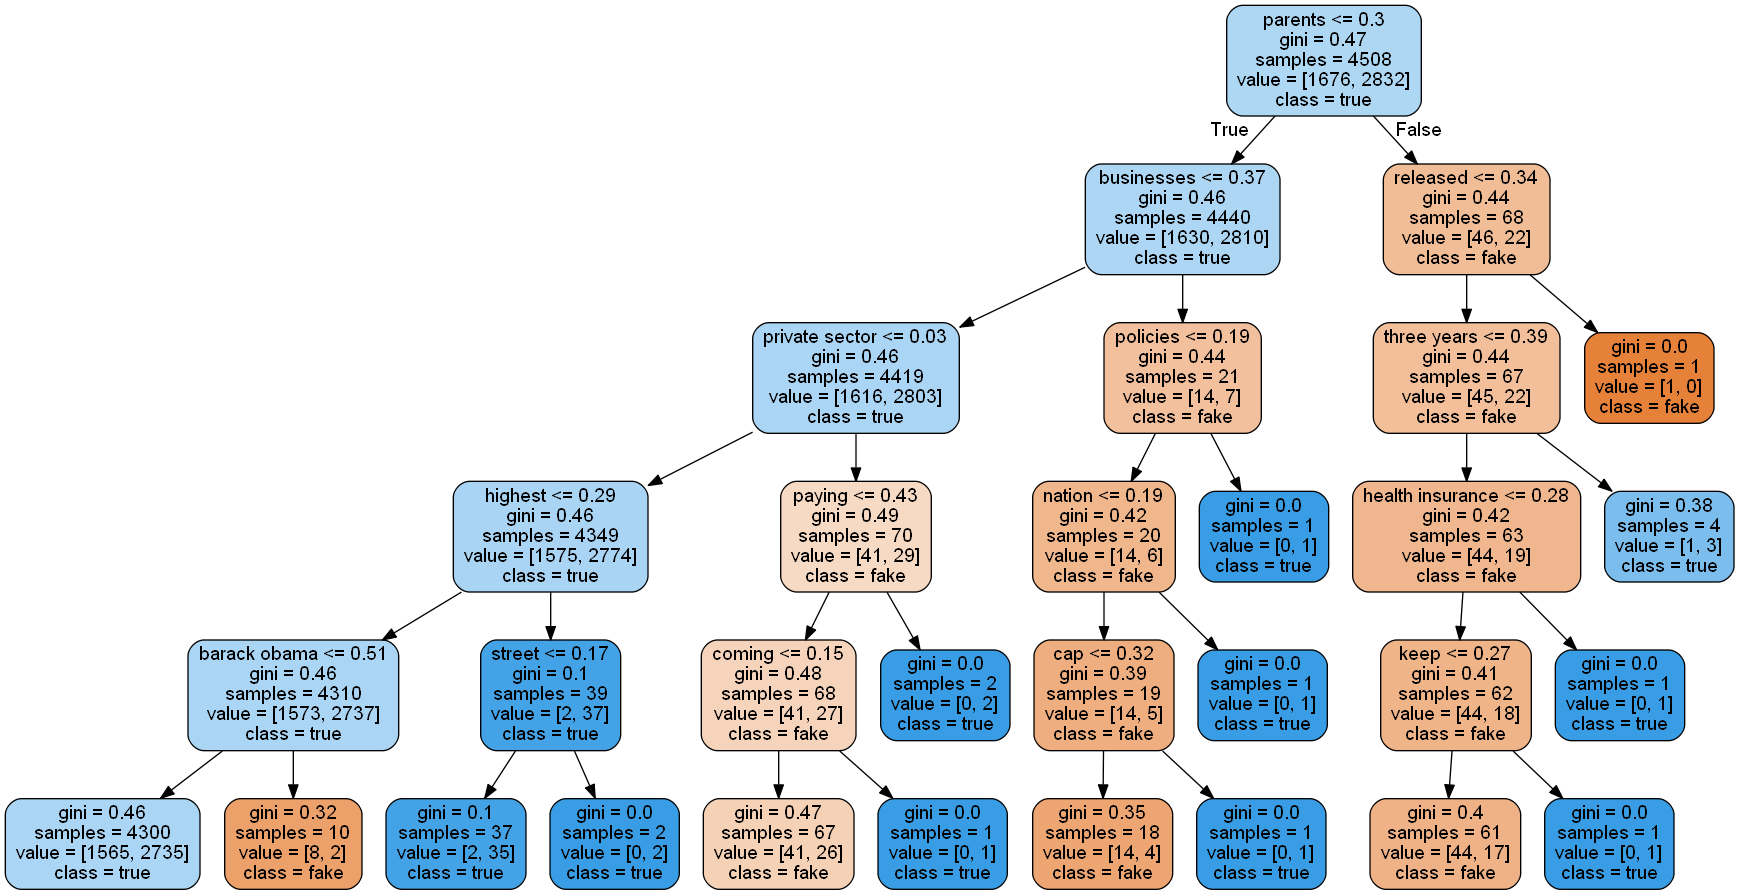 parents <= 0.3
gini = 0.47
samples = 4508
value = [1676, 2832]
class = true
True
False
businesses <= 0.37
gini = 0.46
samples = 4440
value = [1630, 2810]
class = true
released <= 0.34
gini = 0.44
samples = 68
value = [46, 22]
class = fake
private sector <= 0.03
gini = 0.46
samples = 4419
value = [1616, 2803]
class = true
policies <= 0.19
gini = 0.44
samples = 21
value = [14, 7]
class = fake
three years <= 0.39
gini = 0.44
samples = 67
value = [45, 22]
class = fake
gini = 0.0
samples = 1
value = [1, 0]
class = fake
highest <= 0.29
gini = 0.46
samples = 4349
value = [1575, 2774]
class = true
paying <= 0.43
gini = 0.49
samples = 70
value = [41, 29]
class = fake
nation <= 0.19
gini = 0.42
samples = 20
value = [14, 6]
class = fake
gini = 0.0
samples = 1
value = [0, 1]
class = true
health insurance <= 0.28
gini = 0.42
samples = 63
value = [44, 19]
class = fake
gini = 0.38
samples = 4
value = [1, 3]
class = true
barack obama <= 0.51
gini = 0.46
samples = 4310
value = [1573, 2737]
class = true
street <= 0.17
gini = 0.1
samples = 39
value = [2, 37]
class = true
coming <= 0.15
gini = 0.48
samples = 68
value = [41, 27]
class = fake
gini = 0.0
samples = 2
value = [0, 2]
class = true
cap <= 0.32
gini = 0.39
samples = 19
value = [14, 5]
class = fake
gini = 0.0
samples = 1
value = [0, 1]
class = true
keep <= 0.27
gini = 0.41
samples = 62
value = [44, 18]
class = fake
gini = 0.0
samples = 1
value = [0, 1]
class = true
gini = 0.46
samples = 4300
value = [1565, 2735]
class = true
gini = 0.32
samples = 10
value = [8, 2]
class = fake
gini = 0.1
samples = 37
value = [2, 35]
class = true
gini = 0.0
samples = 2
value = [0, 2]
class = true
gini = 0.47
samples = 67
value = [41, 26]
class = fake
gini = 0.0
samples = 1
value = [0, 1]
class = true
gini = 0.35
samples = 18
value = [14, 4]
class = fake
gini = 0.0
samples = 1
value = [0, 1]
class = true
gini = 0.4
samples = 61
value = [44, 17]
class = fake
gini = 0.0
samples = 1
value = [0, 1]
class = true